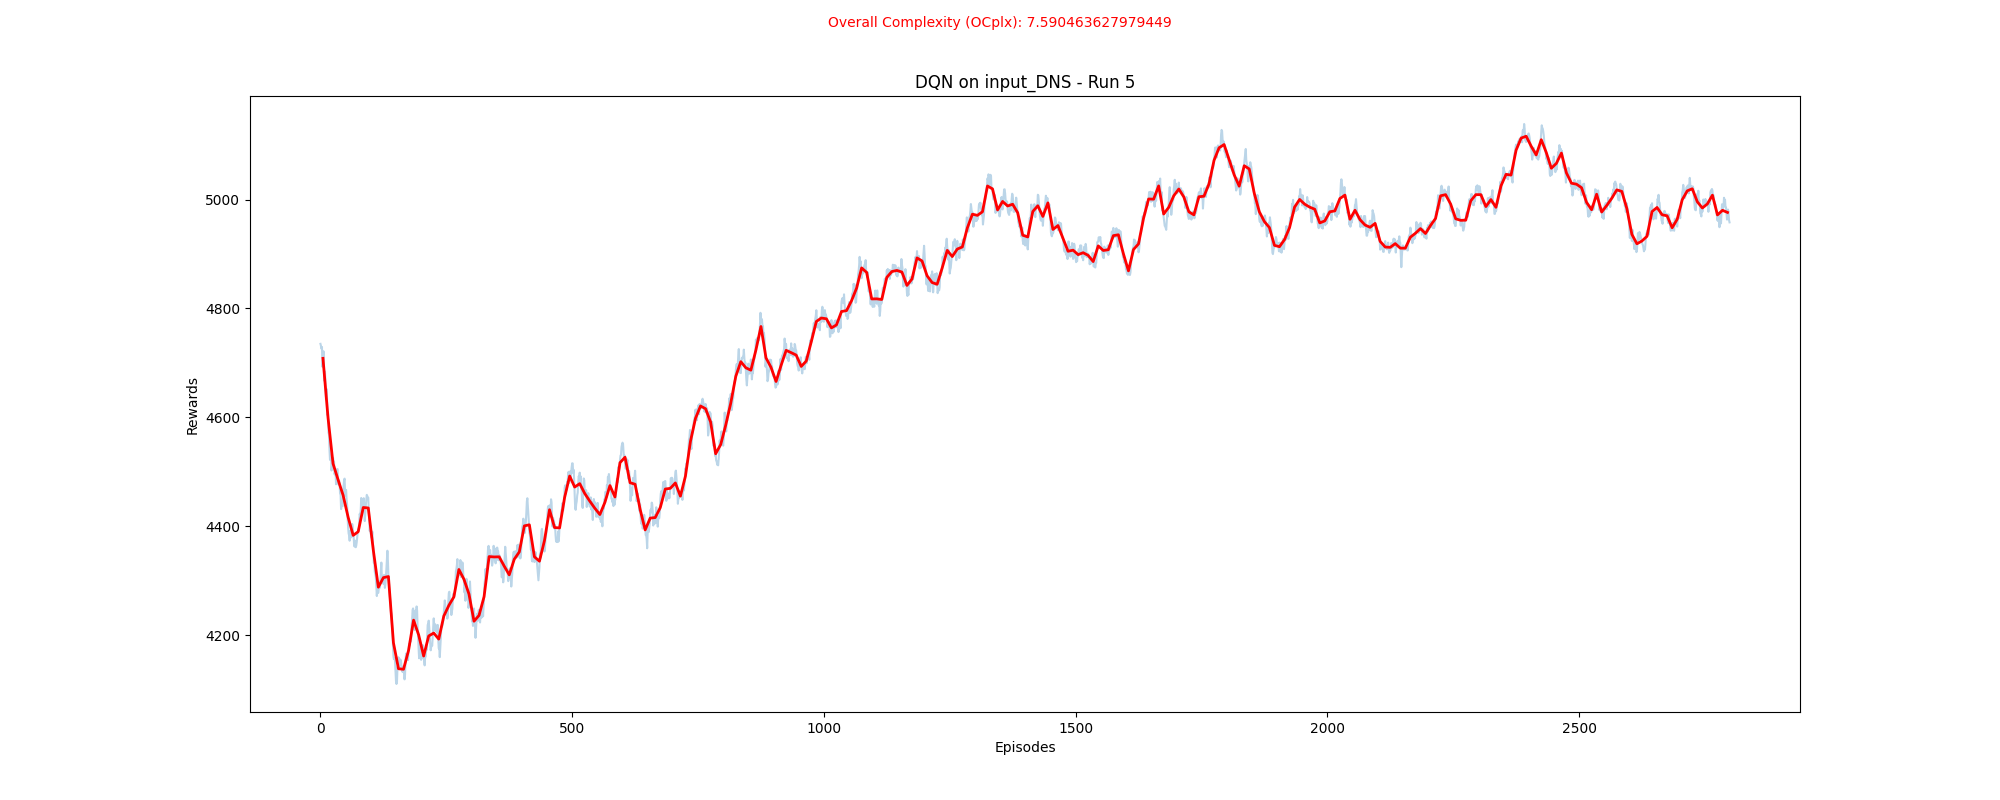 Overall Complexity (OCplx): 7.590463627979449
DQN on input_DNS - Run 5
Rewards
5000
4800
4600
4400
4200
0 500 1000 1500 2000 2500
Episodes